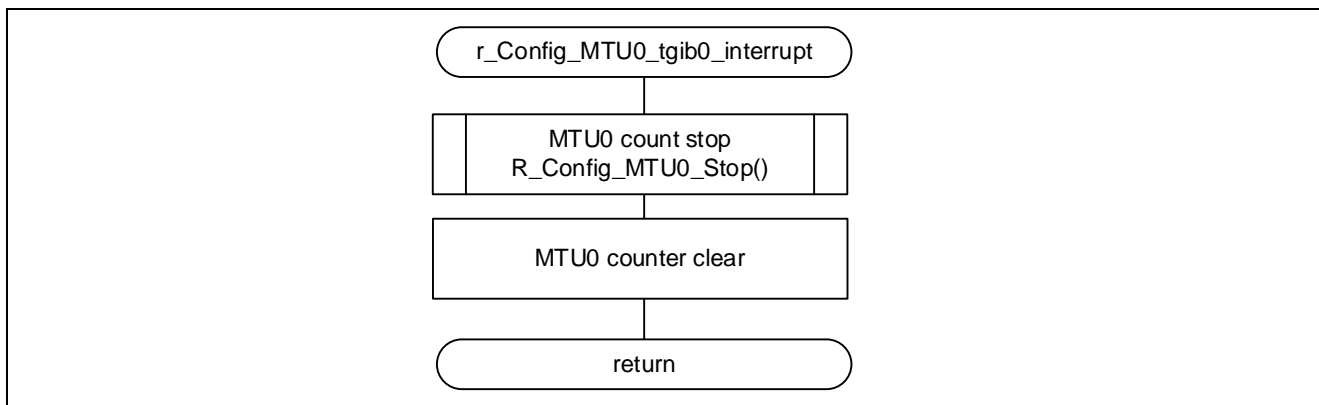 r_Config_MTU0_tgib0_interrupt
MTU0 count stop
R_Config_MTU0_Stop()
MTU0 counter clear
return